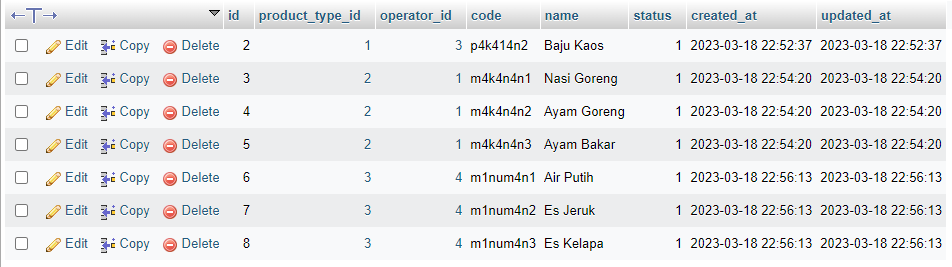 id product_type_id operator_id code name status created_at updated_at
Edit Copy Delete 2 1 3 p4k414n2 Baju Kaos 1 2023-03-18 22:52:37 2023-03-18 22:52:37
Edit Copy Delete 3 2 1 m4k4n4n1 Nasi Goreng 1 2023-03-18 22:54:20 2023-03-18 22:54:20
Edit Copy Delete 4 2 1 m4k4n4n2 Ayam Goreng 1 2023-03-18 22:54:20 2023-03-18 22:54:20
Edit Copy Delete 5 2 1 m4k4n4n3 Ayam Bakar 1 2023-03-18 22:54:20 2023-03-18 22:54:20
Edit Copy Delete 6 3 4 m1num4n1 Air Putih 1 2023-03-18 22:56:13 2023-03-18 22:56:13
Edit Copy Delete 7 3 4 m1num4n2 Es Jeruk 1 2023-03-18 22:56:13 2023-03-18 22:56:13
Edit Copy Delete 8 3 4 m1num4n3 Es Kelapa 1 2023-03-18 22:56:13 2023-03-18 22:56:13